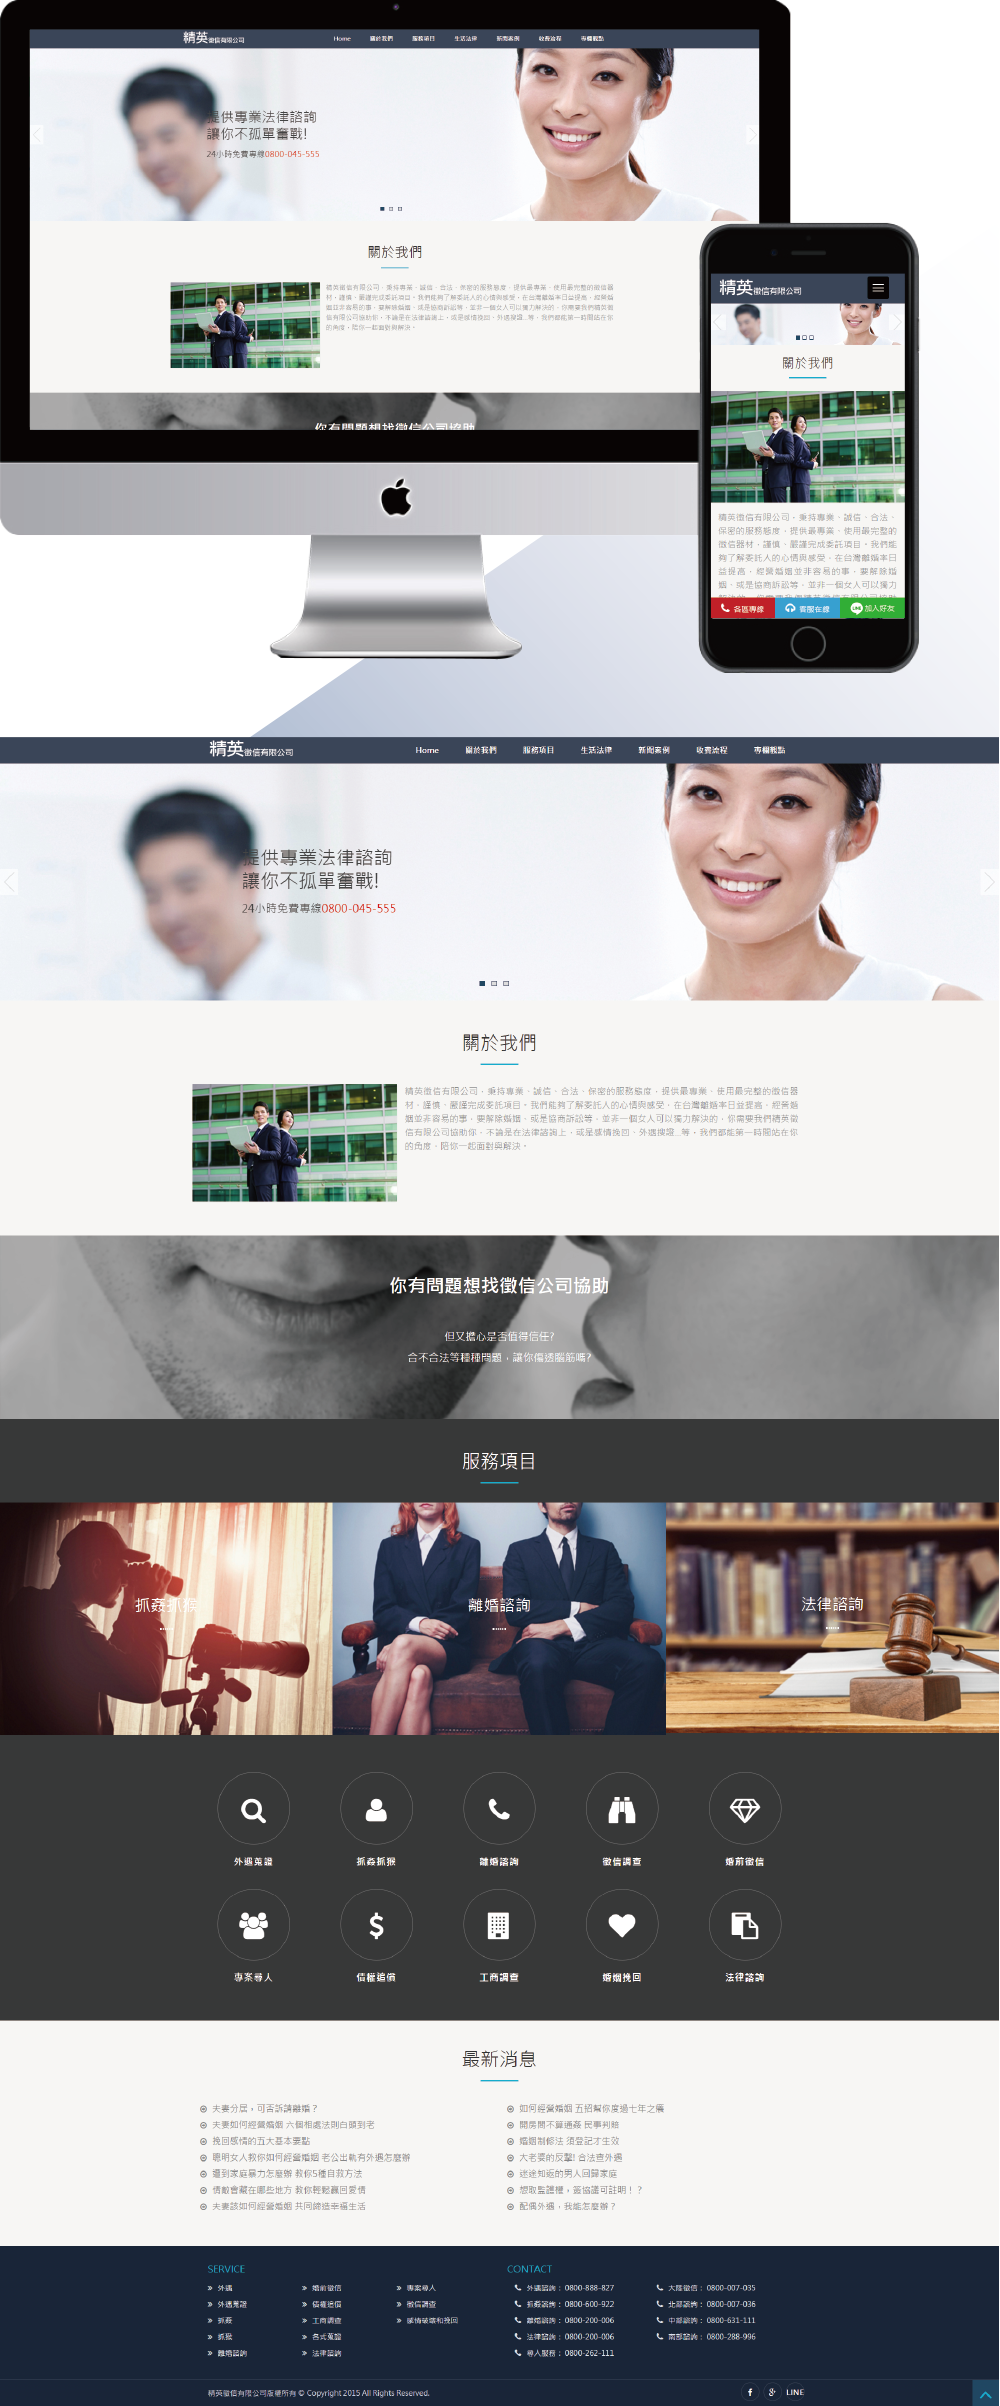 精英徵信有限公司
Home 關於我們 服務項目 生活法律 新聞案例 收費流程 專欄觀點
提供專業法律諮詢
讓你不孤單奮戰!
24小時免費專線0800-045-555
關於我們
精英徵信有限公司，秉持專業、誠信、合法、保密的服務態度，提供最專業、使用最完整的徵信器
材，謹慎、嚴謹完成委託項目。我們能夠了解委託人的心情與感受，在台灣離婚率日益提高，經營婚
姻並非容易的事，要解除婚姻、或是協商訴訟等，並非一個女人可以獨力解決的，你需要我們精英徵
信有限公司協助你，不論是在法律諮詢上，或是感情挽回、外遇搜證...等，我們都能第一時間站在你
的角度，陪你一起面對與解決。
你有問題想找徵信公司協助
精英徵信有限公司
關於我們
精英徵信有限公司，秉持專業、誠信、合法、
保密的服務態度，提供最專業、使用最完整的
徵信器材，謹慎、嚴謹完成委託項目。我們能
夠了解委託人的心情與感受，在台灣離婚率日
益提高，經營婚姻並非容易的事，要解除婚
姻、或是協商訴訟等，並非一個女人可以獨力
各區專線 客服在線 加入好友
精英徵信有限公司
Home 關於我們 服務項目 生活法律 新聞案例 收費流程 專欄觀點
提供專業法律諮詢
讓你不孤單奮戰!
24小時免費專線0800-045-555
關於我們
精英徵信有限公司，秉持專業、誠信、合法、保密的服務態度，提供最專業、使用最完整的徵信器
材，謹慎、嚴謹完成委託項目。我們能夠了解委託人的心情與感受，在台灣離婚率日益提高，經營婚
姻並非容易的事，要解除婚姻、或是協商訴訟等，並非一個女人可以獨力解決的，你需要我們精英徵
信有限公司協助你，不論是在法律諮詢上，或是感情挽回、外遇搜證...等，我們都能第一時間站在你
的角度，陪你一起面對與解決。
你有問題想找徵信公司協助
但又擔心是否值得信任?
合不合法等種種問題，讓你傷透腦筋嗎?
服務項目
抓姦抓猴
離婚諮詢
法律諮詢
外遇蒐證 抓姦抓猴 離婚諮詢 徵信調查 婚前徵信
專案尋人 債權追償 工商調查 婚姻挽回 法律諮詢
最新消息
夫妻分居，可否訴請離婚？
夫妻如何經營婚姻 六個相處法則白頭到老
挽回感情的五大基本要點
聰明女人教你如何經營婚姻 老公出軌有外遇怎麼辦
遭到家庭暴力怎麼辦 教你5種自救方法
情敵會藏在哪些地方 教你輕鬆贏回愛情
夫妻該如何經營婚姻 共同締造幸福生活
如何經營婚姻 五招幫你度過七年之癢
開房間不算通姦 民事判賠
婚姻制修法 須登記才生效
大老婆的反擊! 合法查外遇
迷途知返的男人回歸家庭
想取監護權，簽協議可註明！？
配偶外遇，我能怎麼辦？
SERVICE
外遇
外遇蒐證
抓姦
抓猴
離婚諮詢
婚前徵信
債權追償
工商調查
各式蒐證
法律諮詢
專案尋人
徵信調查
感情破壞和挽回
CONTACT
外遇諮詢： 0800-888-827
抓姦諮詢： 0800-600-922
離婚諮詢： 0800-200-006
法律諮詢： 0800-200-006
尋人服務： 0800-262-111
大陸徵信： 0800-007-035
北部諮詢： 0800-007-036
中部諮詢： 0800-631-111
南部諮詢： 0800-288-996
精英徵信有限公司版權所有 © Copyright 2015 All Rights Reserved.
LINE